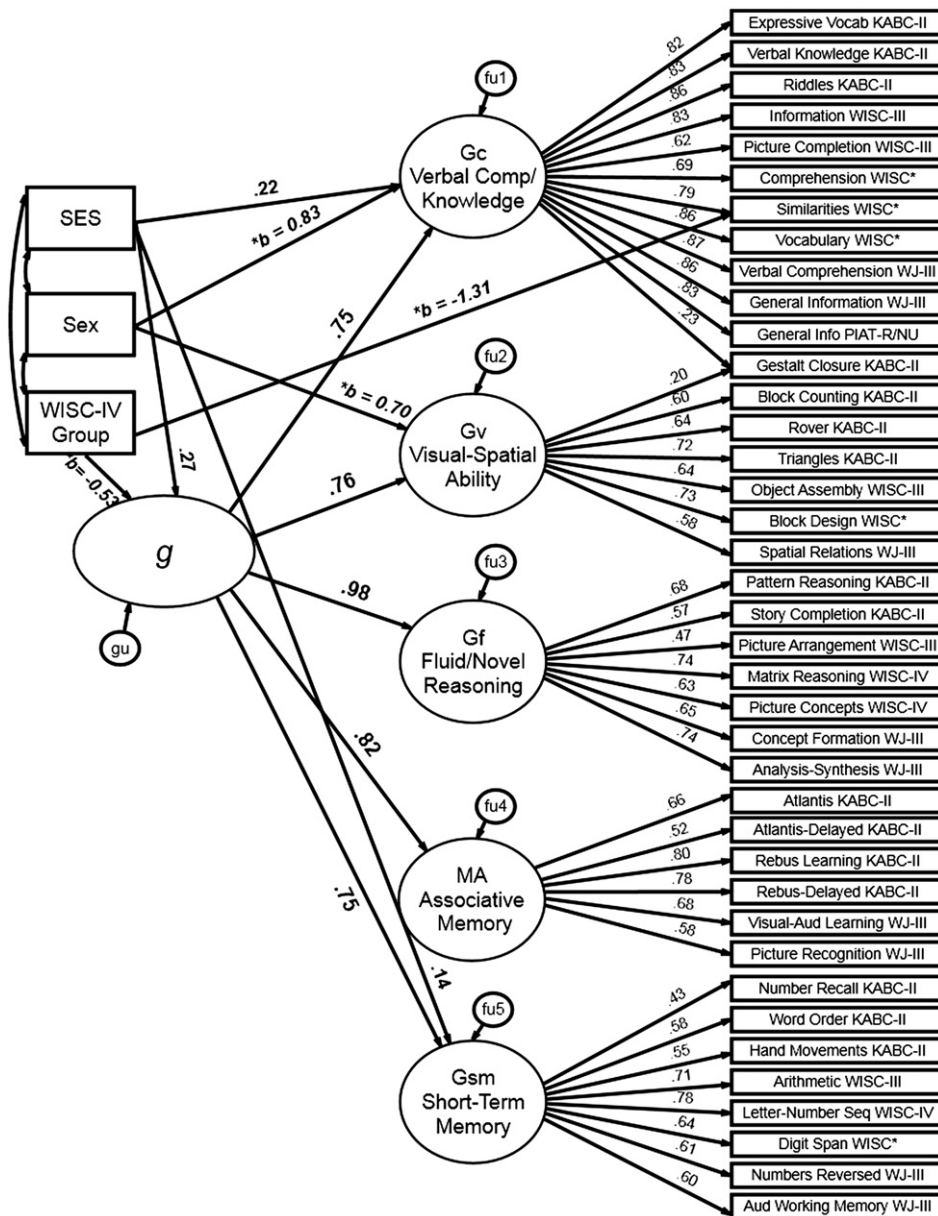 SES
Sex
WISC-IV
Group
g
gu
.22
*b = 0.83
.75
*b = -1.31
*b = 0.70
.27
b= -0.53
.76
.98
.82
.75
.14
fu1
Gc
Verbal Comp/
Knowledge
fu2
Gv
Visual-Spatial
Ability
fu3
Gf
Fluid/Novel
Reasoning
fu4
MA
Associative
Memory
fu5
Gsm
Short-Term
Memory
.82
.83
.86
.83
.62
.69
.79
.86
.87
.86
.83
.23
.20
.60
.64
.72
.64
.73
.58
.68
.57
.47
.74
.63
.65
.74
.66
.52
.80
.78
.68
.58
.43
.58
.55
.71
.78
.64
.61
.60
Expressive Vocab KABC-II
Verbal Knowledge KABC-II
Riddles KABC-II
Information WISC-III
Picture Completion WISC-III
Comprehension WISC*
Similarities WISC*
Vocabulary WISC*
Verbal Comprehension WJ-III
General Information WJ-III
General Info PIAT-R/NU
Gestalt Closure KABC-II
Block Counting KABC-II
Rover KABC-II
Triangles KABC-II
Object Assembly WISC-III
Block Design WISC*
Spatial Relations WJ-III
Pattern Reasoning KABC-II
Story Completion KABC-II
Picture Arrangement WISC-III
Matrix Reasoning WISC-IV
Picture Concepts WISC-IV
Concept Formation WJ-III
Analysis-Synthesis WJ-III
Atlantis KABC-II
Atlantis-Delayed KABC-II
Rebus Learning KABC-II
Rebus-Delayed KABC-II
Visual-Aud Learning WJ-III
Picture Recognition WJ-III
Number Recall KABC-II
Word Order KABC-II
Hand Movements KABC-II
Arithmetic WISC-III
Letter-Number Seq WISC-IV
Digit Span WISC*
Numbers Reversed WJ-III
Aud Working Memory WJ-III